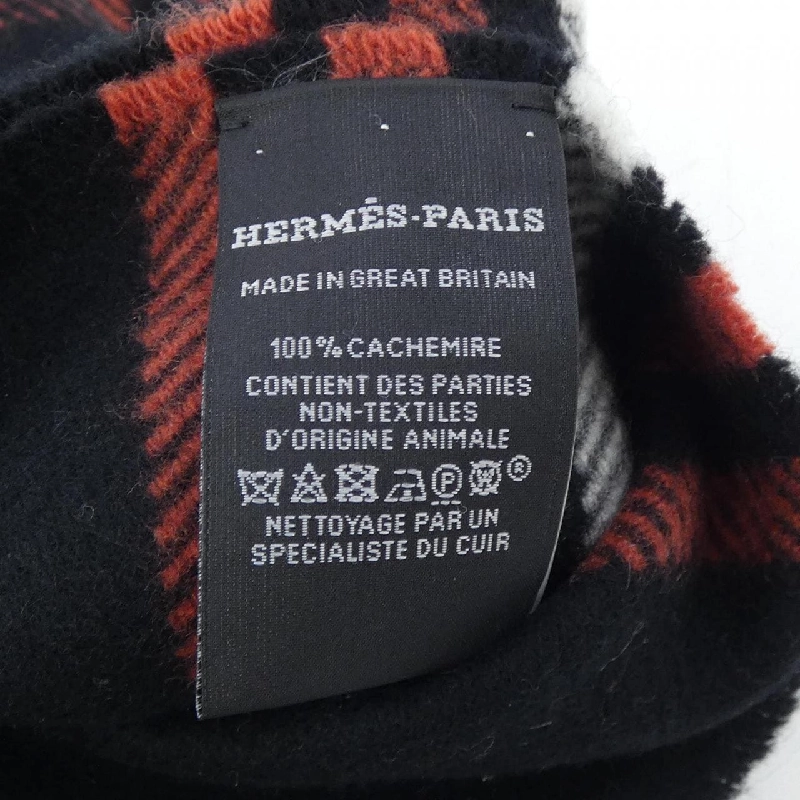 HERMÈS-PARIS
MADE IN GREAT BRITAIN
100% CACHEMIRE
CONTIENT DES PARTIES
NON-TEXTILES
D'ORIGINE ANIMALE
P W ®
NETTOYAGE PAR UN
SPECIALISTE DU CUIR